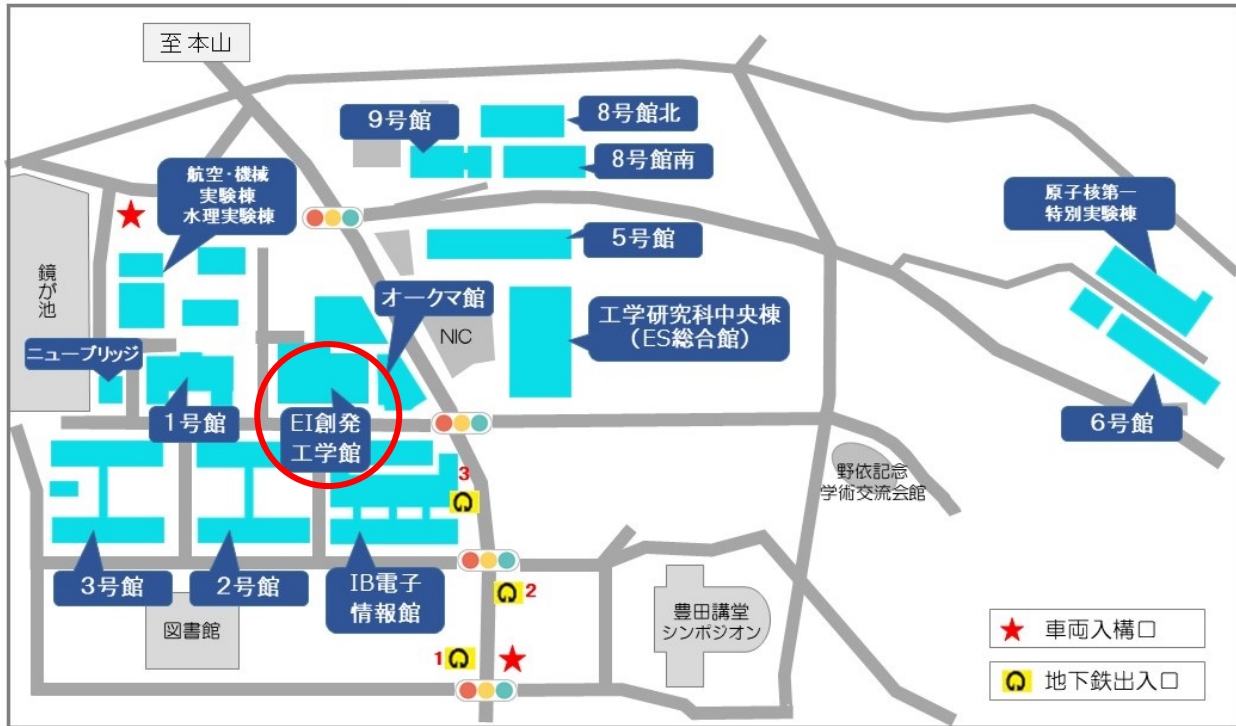 至 本山
9号館
8号館北
8号館南
航空・機械
実験棟
水理実験棟
原子核第一
特別実験棟
5号館
鏡が池
オークマ館
工学研究科中央棟
（ES総合館）
NIC
ニューブリッジ
1号館
EI創発
工学館
6号館
野依記念
学術交流会館
3
3号館
2号館
IB電子
情報館
2
図書館
豊田講堂
シンポジオン
1
車両入構口
地下鉄出入口